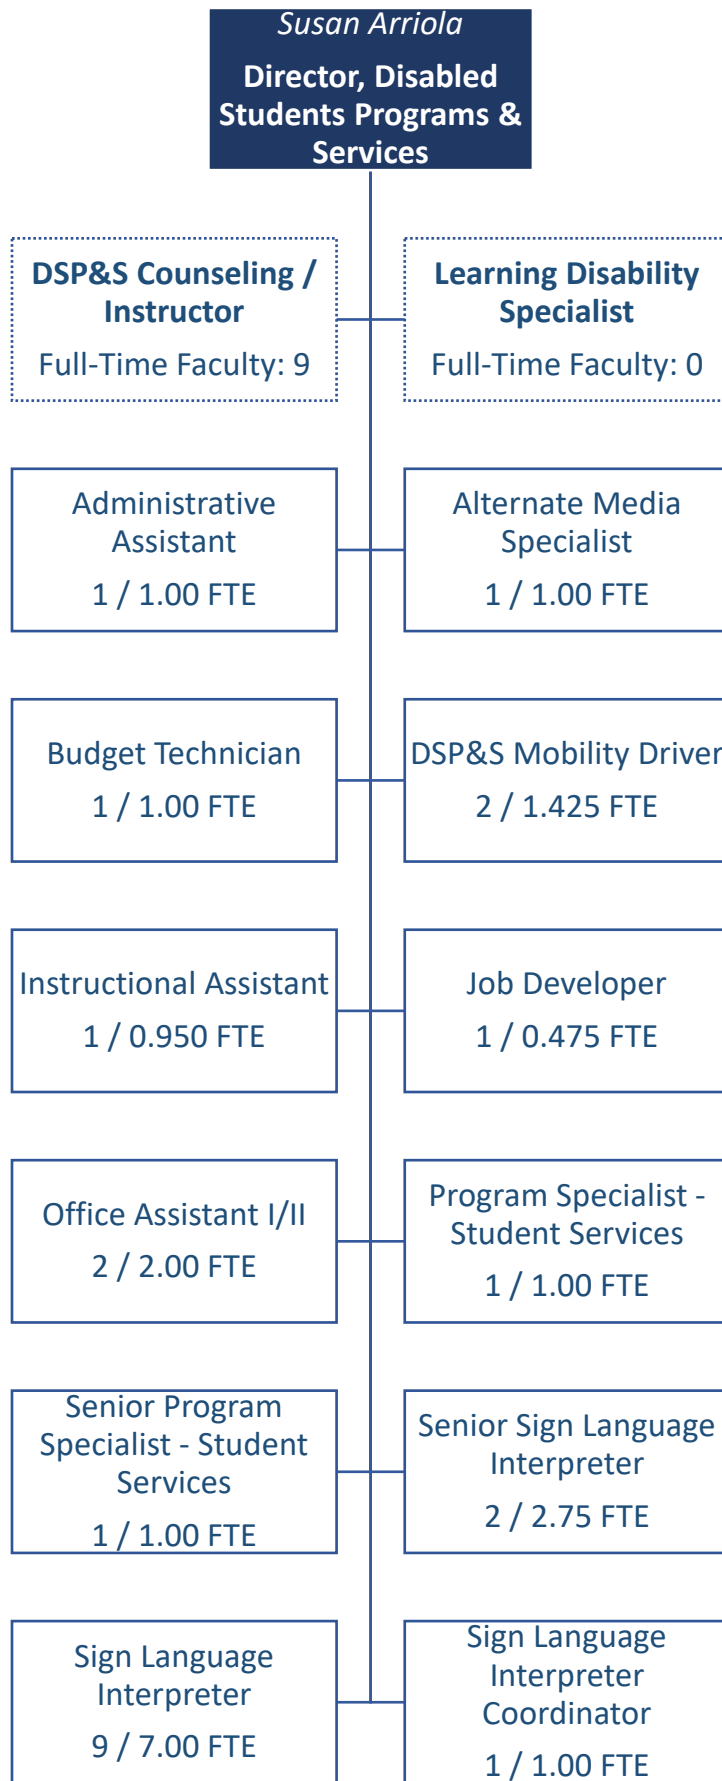 Susan Arriola
Director, Disabled
Students Programs &
Services
DSP&S Counseling /
Instructor
Full-Time Faculty: 9
Learning Disability
Specialist
Full-Time Faculty: 0
Administrative
Assistant
1 / 1.00 FTE
Alternate Media
Specialist
1 / 1.00 FTE
Budget Technician
1 / 1.00 FTE
DSP&S Mobility Driver
2 / 1.425 FTE
Instructional Assistant
1 / 0.950 FTE
Job Developer
1 / 0.475 FTE
Office Assistant I/II
2 / 2.00 FTE
Program Specialist -
Student Services
1 / 1.00 FTE
Senior Program
Specialist - Student
Services
1 / 1.00 FTE
Senior Sign Language
Interpreter
2 / 2.75 FTE
Sign Language
Interpreter
9 / 7.00 FTE
Sign Language
Interpreter
Coordinator
1 / 1.00 FTE